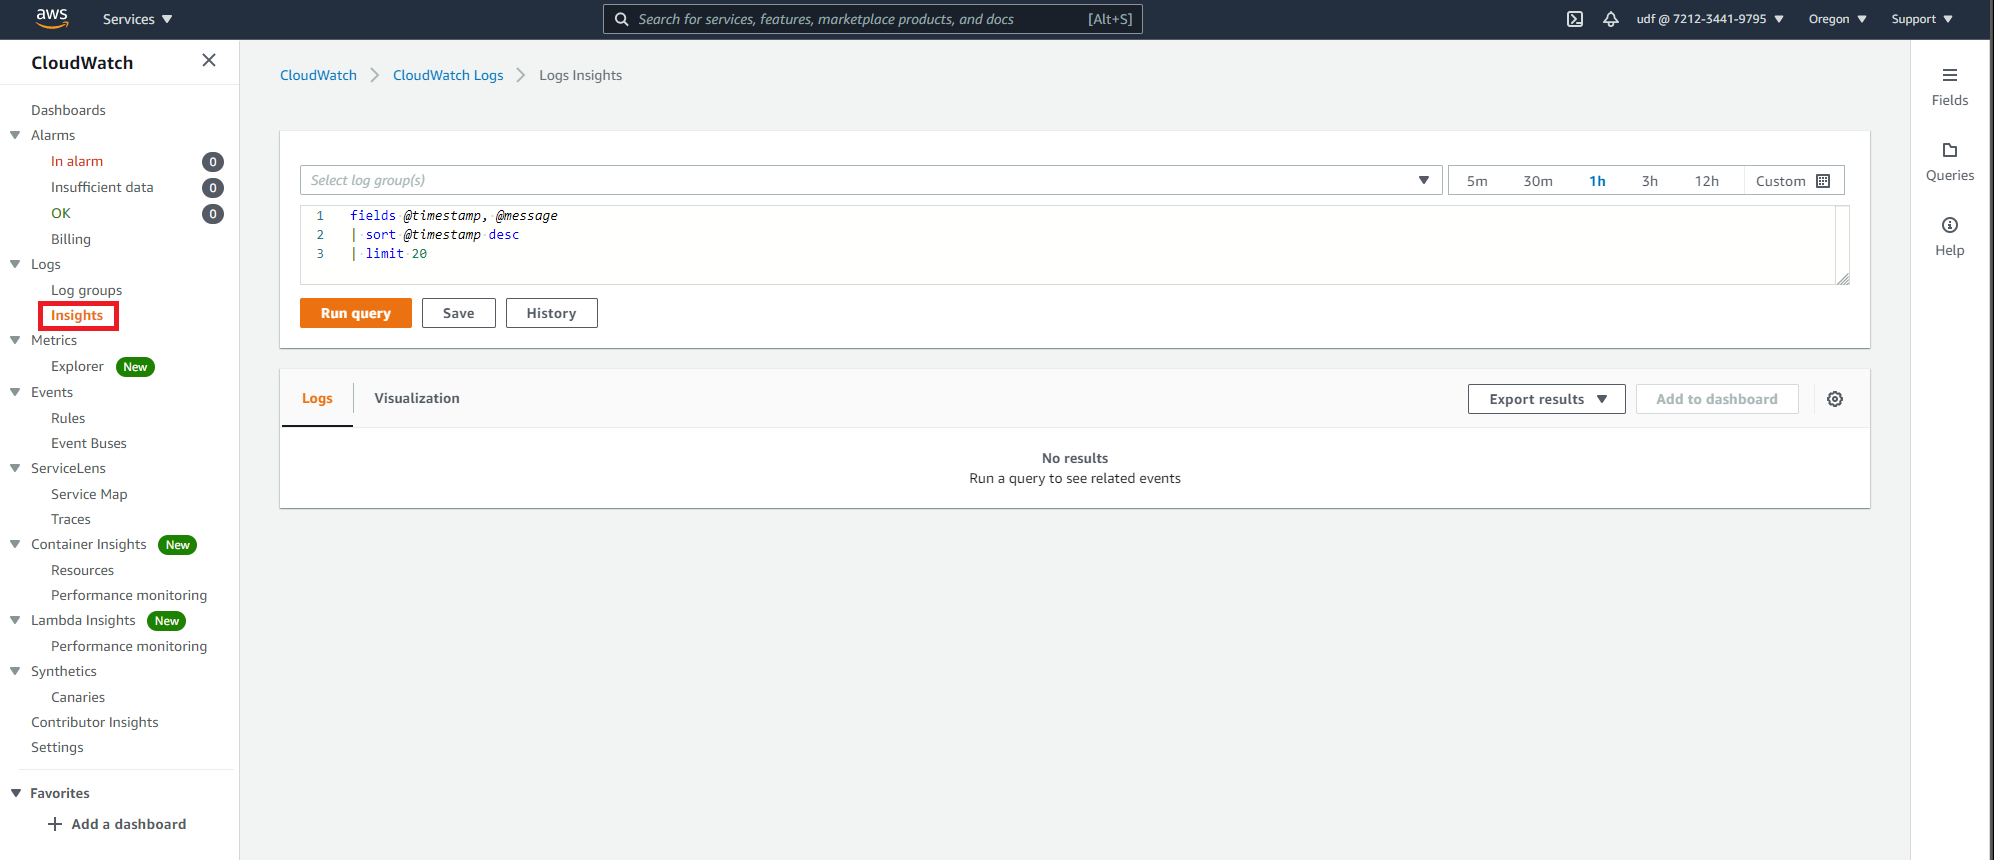 aws Services Search for services, features, marketplace products, and docs [Alt+S] udf @ 7212-3441-9795 Oregon Support
CloudWatch
Dashboards
Alarms
In alarm 0
Insufficient data 0
OK 0
Billing
Logs
Log groups
Insights
Metrics
Explorer New
Events
Rules
Event Buses
ServiceLens
Service Map
Traces
Container Insights New
Resources
Performance monitoring
Lambda Insights New
Performance monitoring
Synthetics
Canaries
Contributor Insights
Settings
Favorites
Add a dashboard
CloudWatch CloudWatch Logs Logs Insights
Select log group(s) 5m 30m 1h 3h 12h Custom
1 fields @timestamp, @message
2 | sort @timestamp desc
3 | limit 20
Run query Save History
Logs Visualization Export results Add to dashboard
No results
Run a query to see related events
Fields
Queries
Help